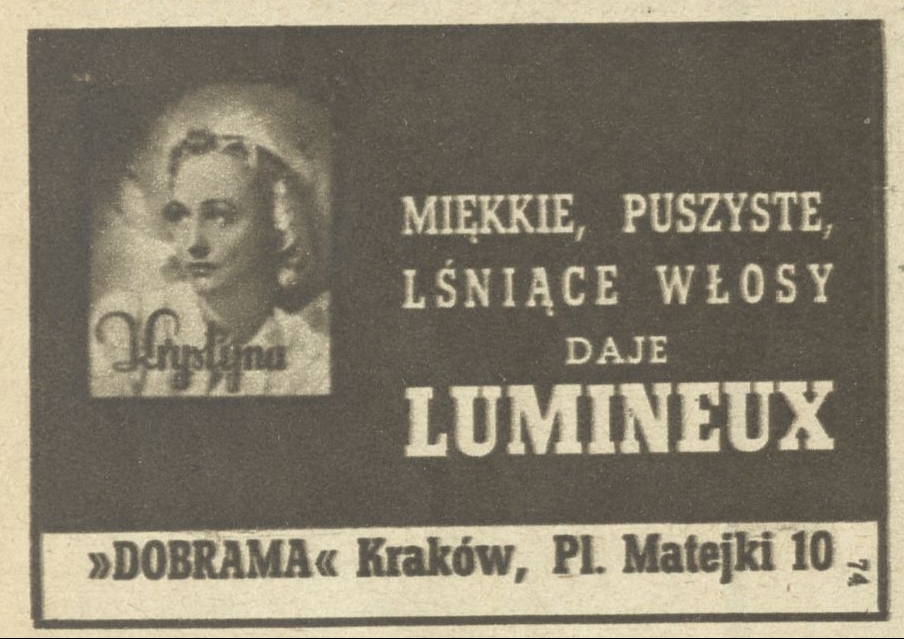 Krystyna
MIĘKKIE, PUSZYSTE,
LŚNIĄCE WŁOSY
DAJE
LUMINEUX
»DOBRAMA« Kraków, Pl. Matejki 10
74